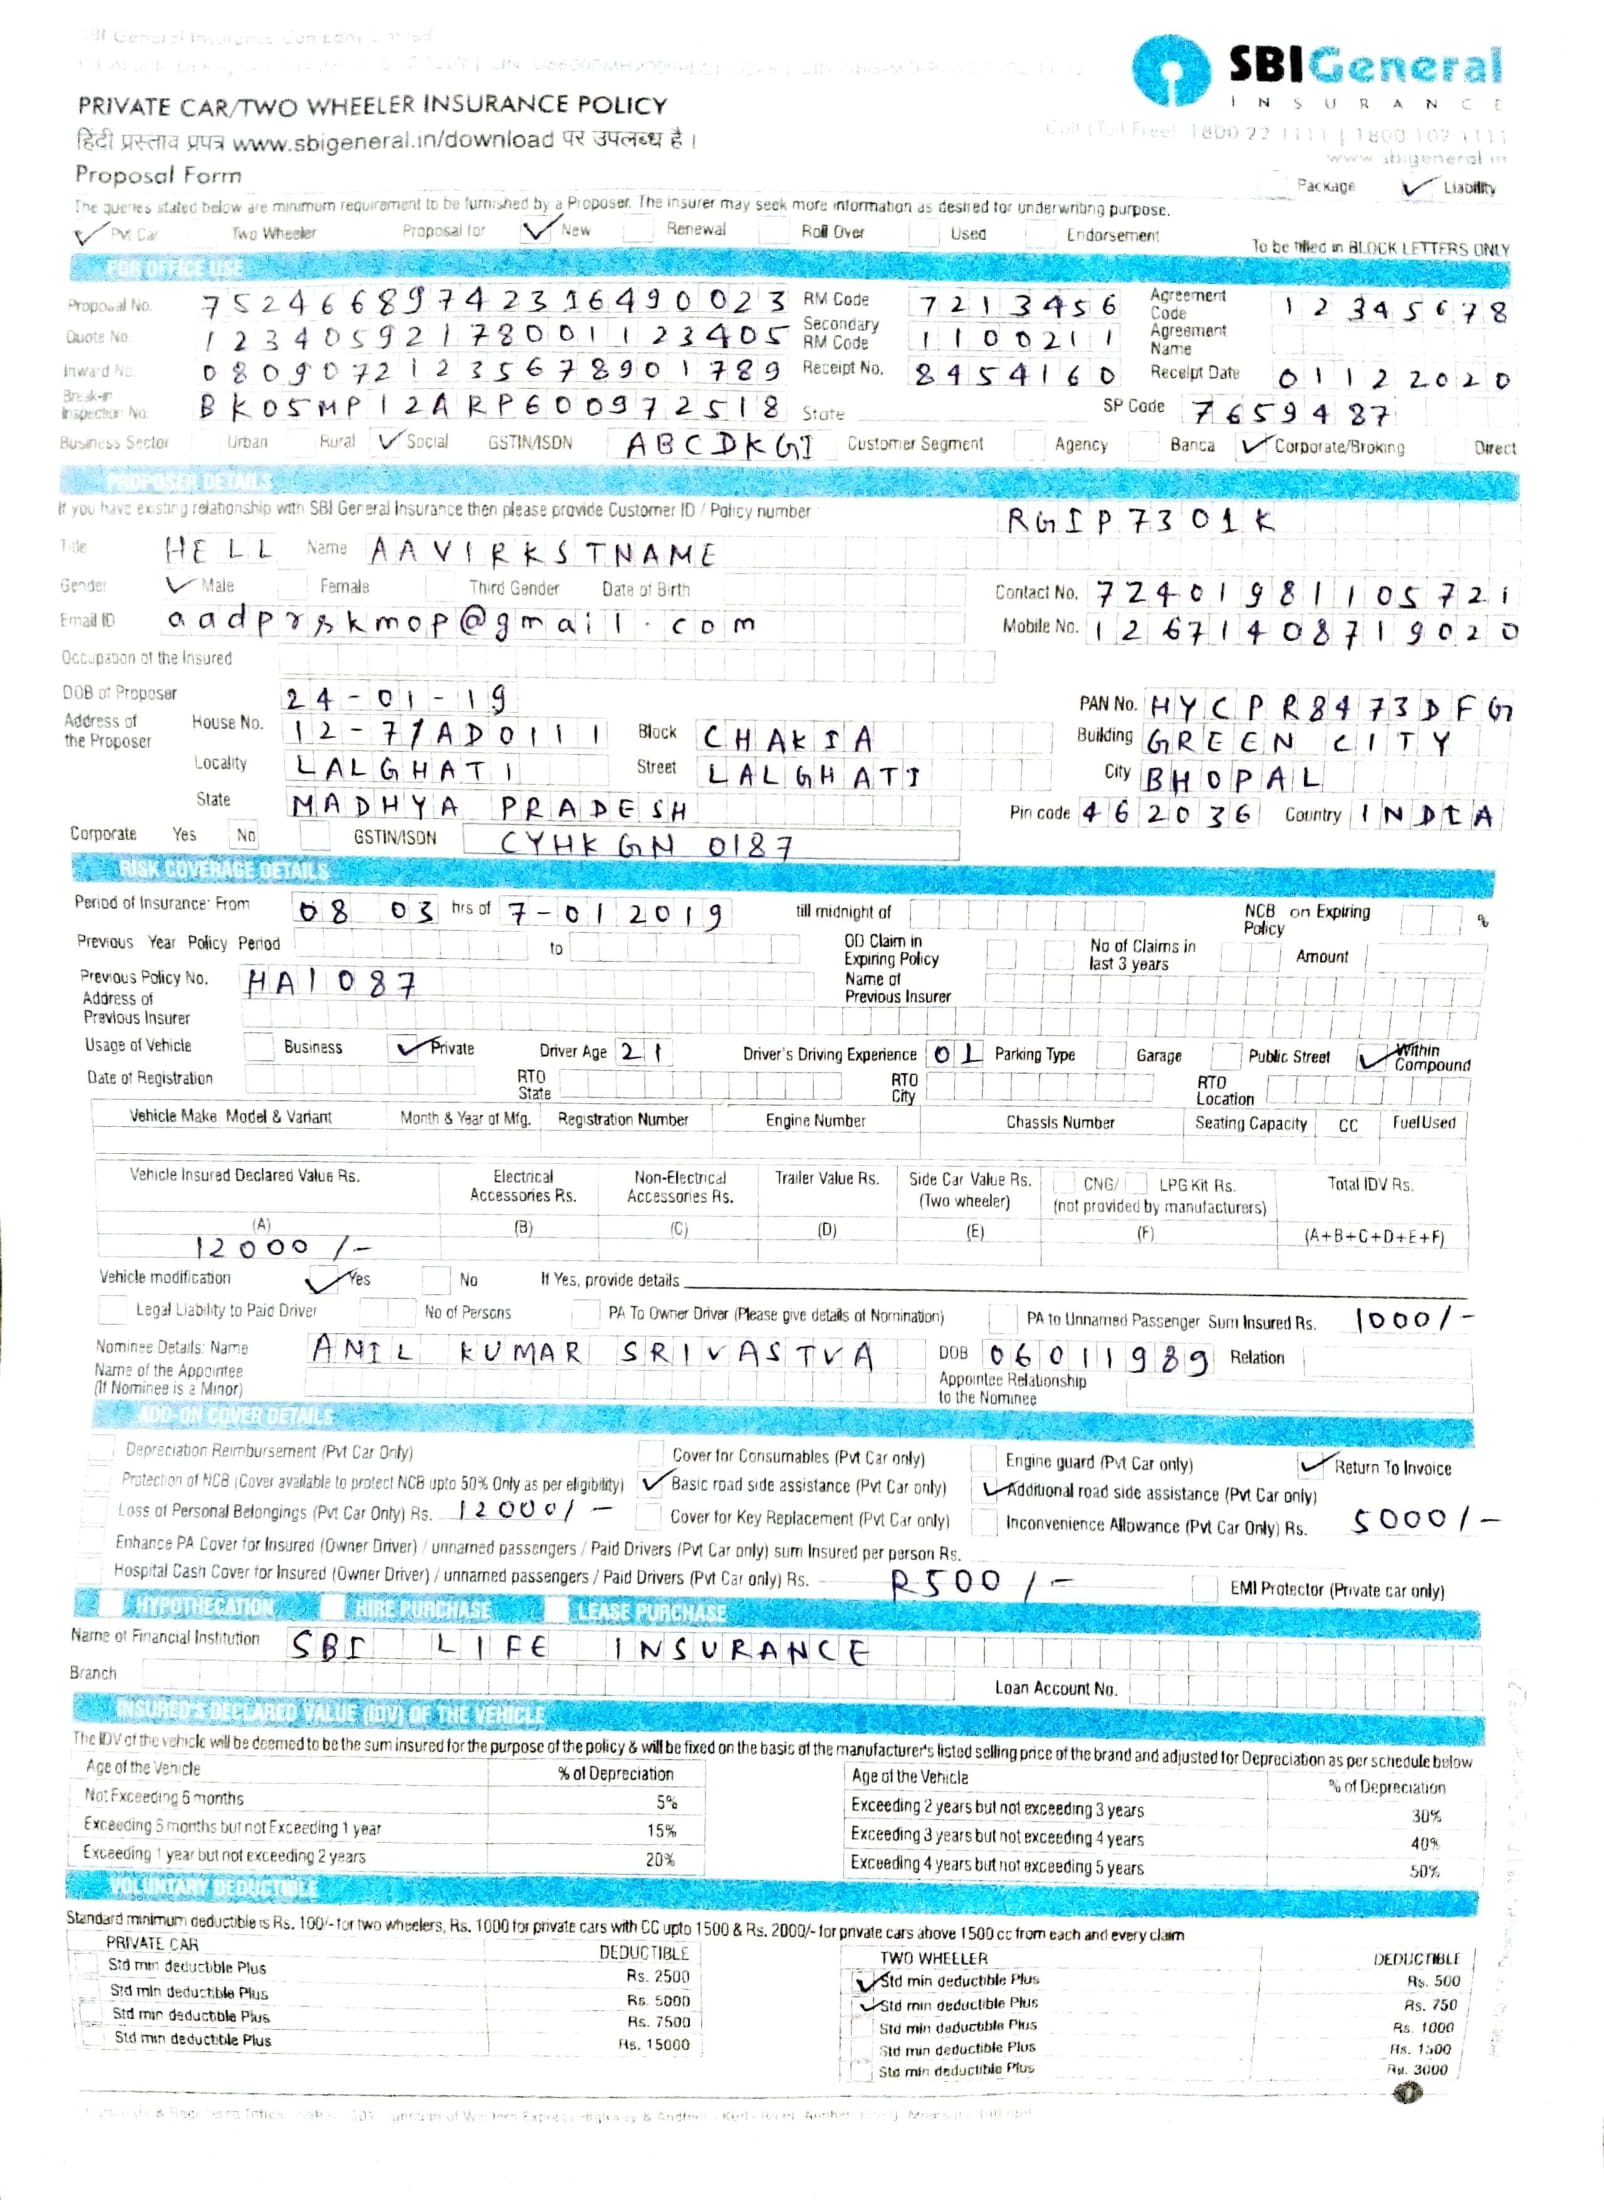 SBI General Insurance Company Limited
SBIGeneral
INSURANCE
PRIVATE CAR/TWO WHEELER INSURANCE POLICY
Call (Toll Free) 1800 22 1111 | 1800 102 1111
हिंदी प्रस्ताव प्रपत्र www.sbigeneral.in/download पर उपलब्ध है।
www.sbigeneral.in
Proposal Form
Package Liability
The queries stated below are minimum requirement to be furnished by a Proposer. The insurer may seek more information as desired for underwriting purpose.
Pvt Car Two Wheeler Proposal for New Renewal Roll Over Used Endorsement To be filled in BLOCK LETTERS ONLY
FOR OFFICE USE
Proposal No. 75246689742316490023 RM Code 7213456 Agreement Code 12345678
Quote No. 12340592178001123405 Secondary RM Code 1100211 Agreement Name
Inward No. 08090721235678901789 Receipt No. 8454160 Receipt Date 01122020
Break-in Inspection No. BK05MP12ARP600972518 State SP Code 7659487
Business Sector Urban Rural Social GSTIN/ISDN ABCDKGI Customer Segment Agency Banca Corporate/Broking Direct
PROPOSER DETAILS
If you have existing relationship with SBI General Insurance then please provide Customer ID / Policy number RGIP7301K
Title HELL Name AAVIRKSTNAME
Gender Male Female Third Gender Date of Birth Contact No. 72401981105721
Email ID aadprskmop@gmail.com Mobile No. 12671408719020
Occupation of the Insured
DOB of Proposer 24-01-19 PAN No. HYCPR8473DFG
Address of the Proposer House No. 12-71AD0111 Block CHAKIA Building GREEN CITY
Locality LALGHATI Street LALGHATI City BHOPAL
State MADHYA PRADESH Pin code 462036 Country INDIA
Corporate Yes No GSTIN/ISDN CYHKGN 0187
RISK COVERAGE DETAILS
Period of Insurance: From 08 03 hrs of 7-012019 till midnight of NCB on Expiring Policy %
Previous Year Policy Period to OD Claim in Expiring Policy No of Claims in last 3 years Amount
Previous Policy No. HA1087 Name of Previous Insurer
Address of Previous Insurer
Usage of Vehicle Business Private Driver Age 21 Driver's Driving Experience 01 Parking Type Garage Public Street Within Compound
Date of Registration RTO State RTO City RTO Location
Vehicle Make Model & Variant Month & Year of Mfg. Registration Number Engine Number Chassis Number Seating Capacity CC Fuel Used
Vehicle Insured Declared Value Rs. Electrical Accessories Rs. Non-Electrical Accessories Rs. Trailer Value Rs. Side Car Value Rs. (Two wheeler) CNG/ LPG Kit Rs. (not provided by manufacturers) Total IDV Rs.
(A) (B) (C) (D) (E) (F) (A+B+C+D+E+F)
12000/-
Vehicle modification Yes No If Yes, provide details
Legal Liability to Paid Driver No of Persons PA To Owner Driver (Please give details of Nomination) PA to Unnamed Passenger Sum Insured Rs. 1000/-
Nominee Details: Name ANIL KUMAR SRIVASTVA DOB 06011989 Relation
Name of the Appointee (If Nominee is a Minor) Appointee Relationship to the Nominee
ADD-ON COVER DETAILS
Depreciation Reimbursement (Pvt Car Only) Cover for Consumables (Pvt Car only) Engine guard (Pvt Car only) Return To Invoice
Protection of NCB (Cover available to protect NCB upto 50% Only as per eligibility) Basic road side assistance (Pvt Car only) Additional road side assistance (Pvt Car only)
Loss of Personal Belongings (Pvt Car Only) Rs. 12000/- Cover for Key Replacement (Pvt Car only) Inconvenience Allowance (Pvt Car Only) Rs. 5000/-
Enhance PA Cover for Insured (Owner Driver) / unnamed passengers / Paid Drivers (Pvt Car only) sum Insured per person Rs.
Hospital Cash Cover for Insured (Owner Driver) / unnamed passengers / Paid Drivers (Pvt Car only) Rs. R500/- EMI Protector (Private car only)
HYPOTHECATION HIRE PURCHASE LEASE PURCHASE
Name of Financial Institution SBI LIFE INSURANCE
Branch Loan Account No.
INSURED'S DECLARED VALUE (IDV) OF THE VEHICLE
The IDV of the vehicle will be deemed to be the sum insured for the purpose of the policy & will be fixed on the basis of the manufacturer's listed selling price of the brand and adjusted for Depreciation as per schedule below
Age of the Vehicle % of Depreciation Age of the Vehicle % of Depreciation
Not Exceeding 6 months 5% Exceeding 2 years but not exceeding 3 years 30%
Exceeding 6 months but not Exceeding 1 year 15% Exceeding 3 years but not exceeding 4 years 40%
Exceeding 1 year but not exceeding 2 years 20% Exceeding 4 years but not exceeding 5 years 50%
VOLUNTARY DEDUCTIBLE
Standard minimum deductible is Rs. 100/- for two wheelers, Rs. 1000 for private cars with CC upto 1500 & Rs. 2000/- for private cars above 1500 cc from each and every claim
PRIVATE CAR DEDUCTIBLE TWO WHEELER DEDUCTIBLE
Std min deductible Plus Rs. 2500 Std min deductible Plus Rs. 500
Std min deductible Plus Rs. 5000 Std min deductible Plus Rs. 750
Std min deductible Plus Rs. 7500 Std min deductible Plus Rs. 1000
Std min deductible Plus Rs. 15000 Std min deductible Plus Rs. 1500
Std min deductible Plus Rs. 3000